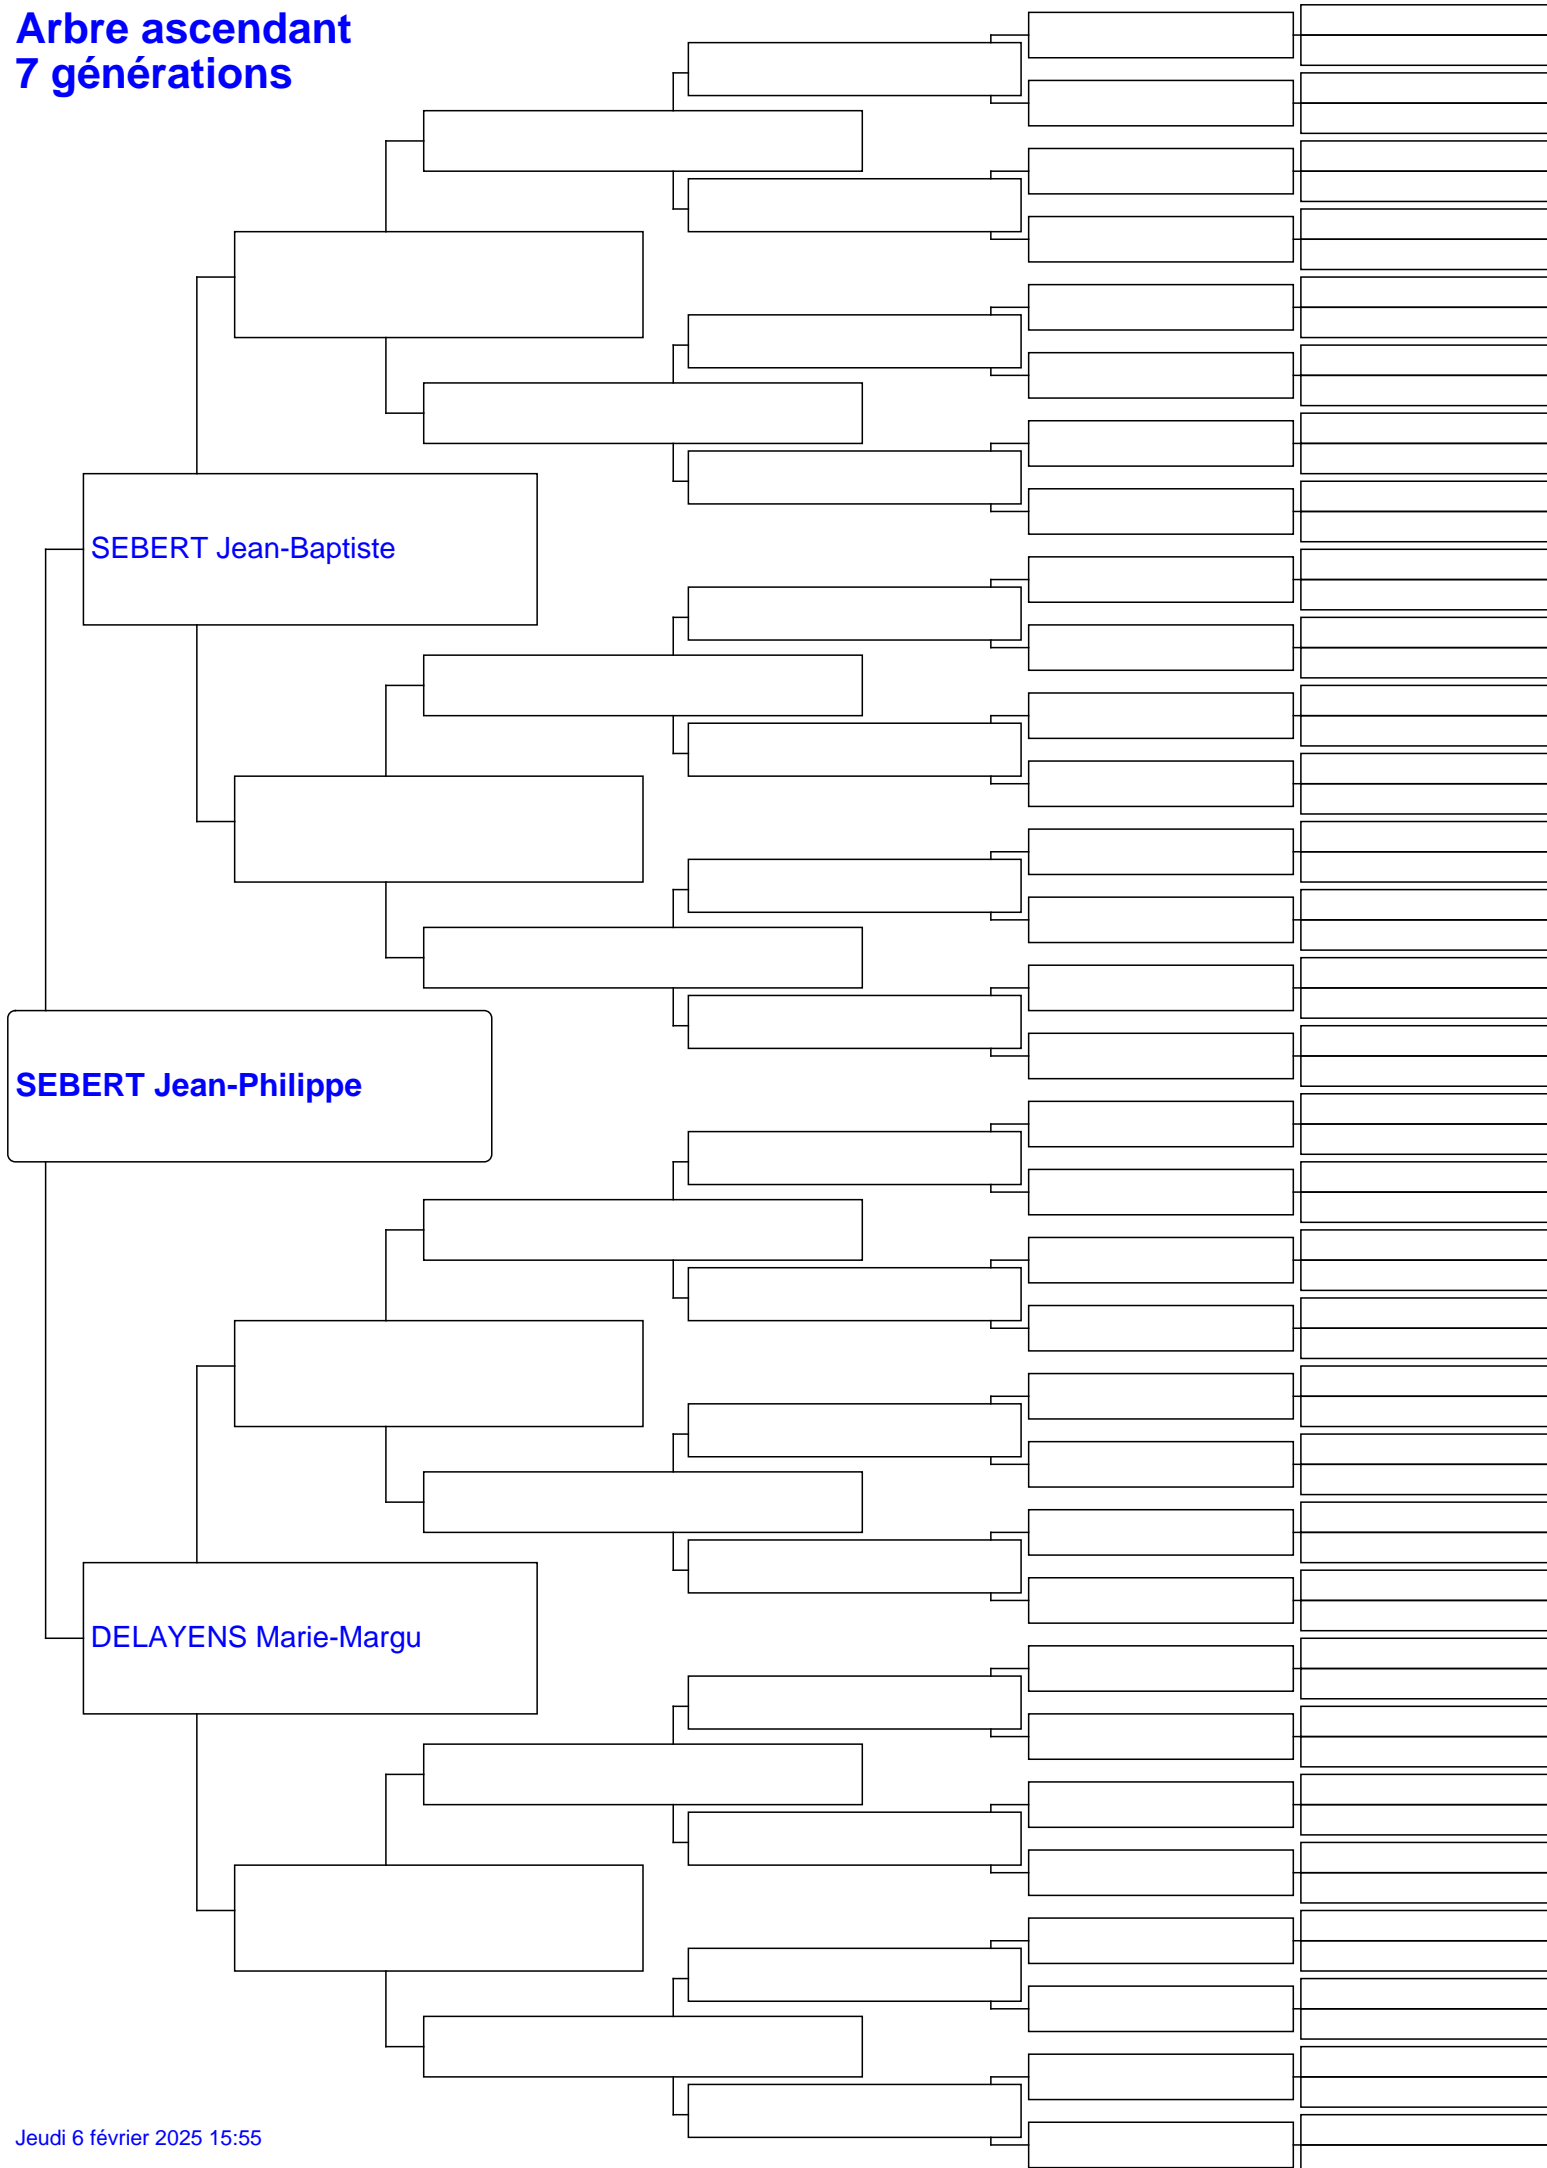 Arbre ascendant
7 générations
SEBERT Jean-Baptiste
SEBERT Jean-Philippe
DELAYENS Marie-Margu
Jeudi 6 février 2025 15:55